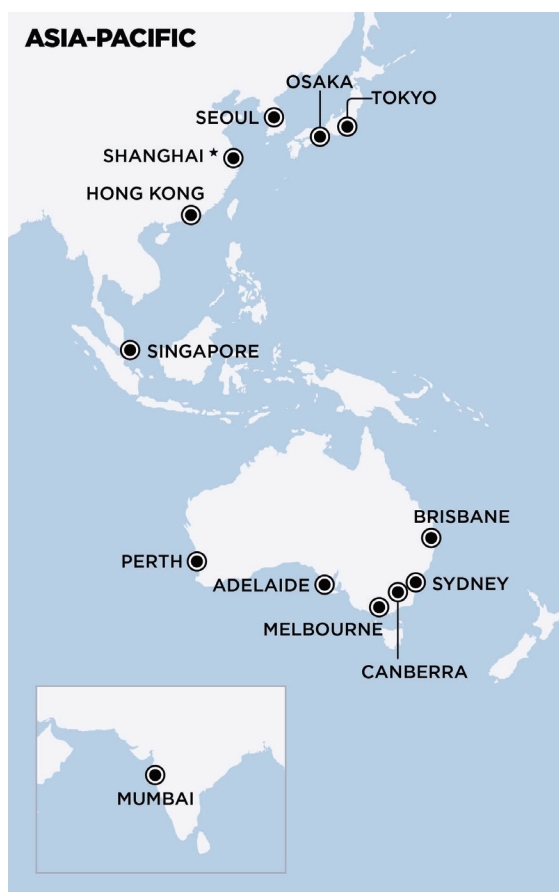 ASIA-PACIFIC
OSAKA
TOKYO
SEOUL
SHANGHAI ★
HONG KONG
SINGAPORE
BRISBANE
PERTH
ADELAIDE
SYDNEY
MELBOURNE
CANBERRA
MUMBAI